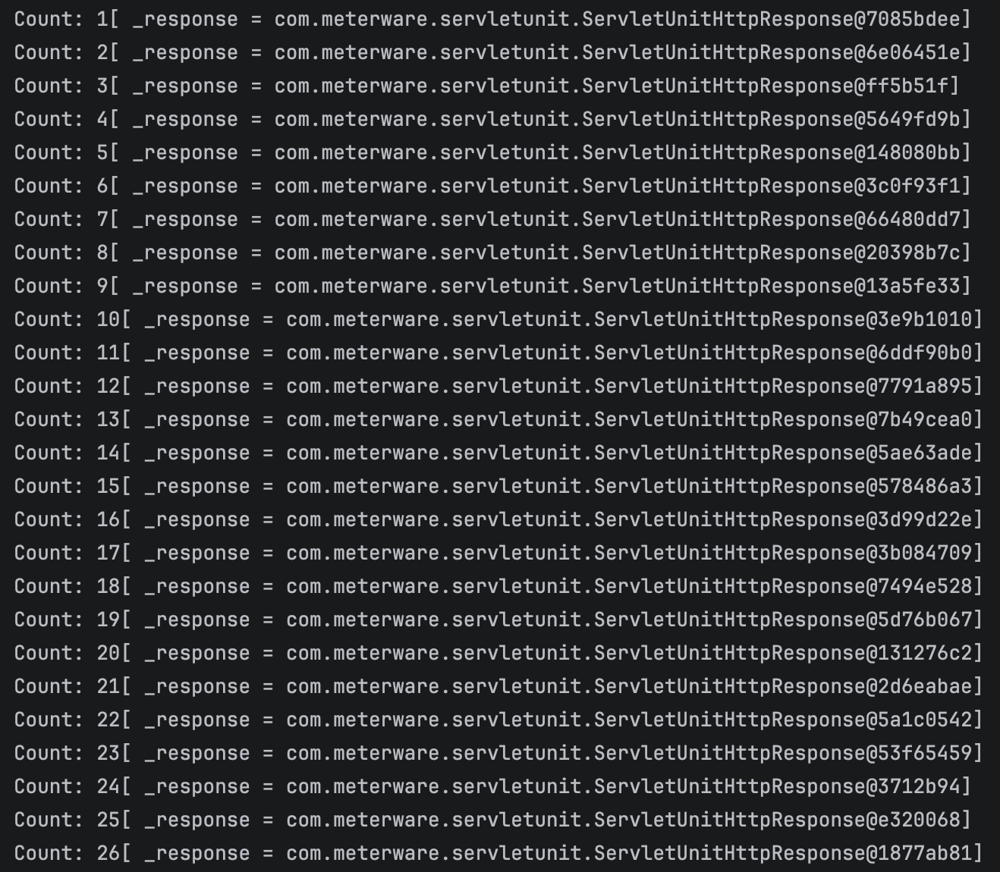 Count: 1[ _response = com.meterware.servletunit.ServletUnitHttpResponse@7085bdee]
Count: 2[ _response = com.meterware.servletunit.ServletUnitHttpResponse@6e06451e]
Count: 3[ _response = com.meterware.servletunit.ServletUnitHttpResponse@ff5b51f]
Count: 4[ _response = com.meterware.servletunit.ServletUnitHttpResponse@5649fd9b]
Count: 5[ _response = com.meterware.servletunit.ServletUnitHttpResponse@148080bb]
Count: 6[ _response = com.meterware.servletunit.ServletUnitHttpResponse@3c0f93f1]
Count: 7[ _response = com.meterware.servletunit.ServletUnitHttpResponse@66480dd7]
Count: 8[ _response = com.meterware.servletunit.ServletUnitHttpResponse@20398b7c]
Count: 9[ _response = com.meterware.servletunit.ServletUnitHttpResponse@13a5fe33]
Count: 10[ _response = com.meterware.servletunit.ServletUnitHttpResponse@3e9b1010]
Count: 11[ _response = com.meterware.servletunit.ServletUnitHttpResponse@6ddf90b0]
Count: 12[ _response = com.meterware.servletunit.ServletUnitHttpResponse@7791a895]
Count: 13[ _response = com.meterware.servletunit.ServletUnitHttpResponse@7b49cea0]
Count: 14[ _response = com.meterware.servletunit.ServletUnitHttpResponse@5ae63ade]
Count: 15[ _response = com.meterware.servletunit.ServletUnitHttpResponse@578486a3]
Count: 16[ _response = com.meterware.servletunit.ServletUnitHttpResponse@3d99d22e]
Count: 17[ _response = com.meterware.servletunit.ServletUnitHttpResponse@3b084709]
Count: 18[ _response = com.meterware.servletunit.ServletUnitHttpResponse@7494e528]
Count: 19[ _response = com.meterware.servletunit.ServletUnitHttpResponse@5d76b067]
Count: 20[ _response = com.meterware.servletunit.ServletUnitHttpResponse@131276c2]
Count: 21[ _response = com.meterware.servletunit.ServletUnitHttpResponse@2d6eabae]
Count: 22[ _response = com.meterware.servletunit.ServletUnitHttpResponse@5a1c0542]
Count: 23[ _response = com.meterware.servletunit.ServletUnitHttpResponse@53f65459]
Count: 24[ _response = com.meterware.servletunit.ServletUnitHttpResponse@3712b94]
Count: 25[ _response = com.meterware.servletunit.ServletUnitHttpResponse@e320068]
Count: 26[ _response = com.meterware.servletunit.ServletUnitHttpResponse@1877ab81]